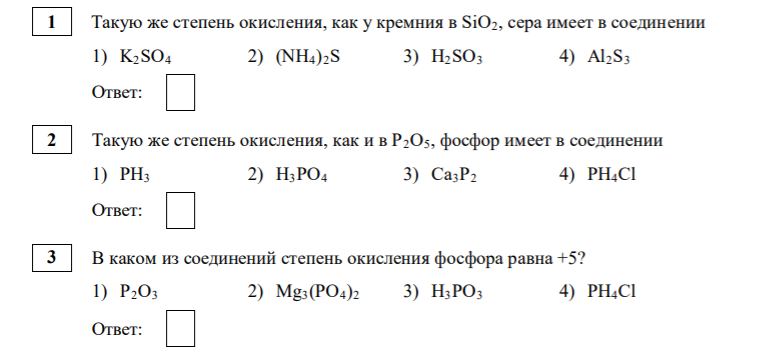 1 Такую же степень окисления, как у кремния в SiO₂, сера имеет в соединении
1) K₂SO₄ 2) (NH₄)₂S 3) H₂SO₃ 4) Al₂S₃
Ответ:
2 Такую же степень окисления, как и в P₂O₅, фосфор имеет в соединении
1) PH₃ 2) H₃PO₄ 3) Ca₃P₂ 4) PH₄Cl
Ответ:
3 В каком из соединений степень окисления фосфора равна +5?
1) P₂O₃ 2) Mg₃(PO₄)₂ 3) H₃PO₃ 4) PH₄Cl
Ответ: